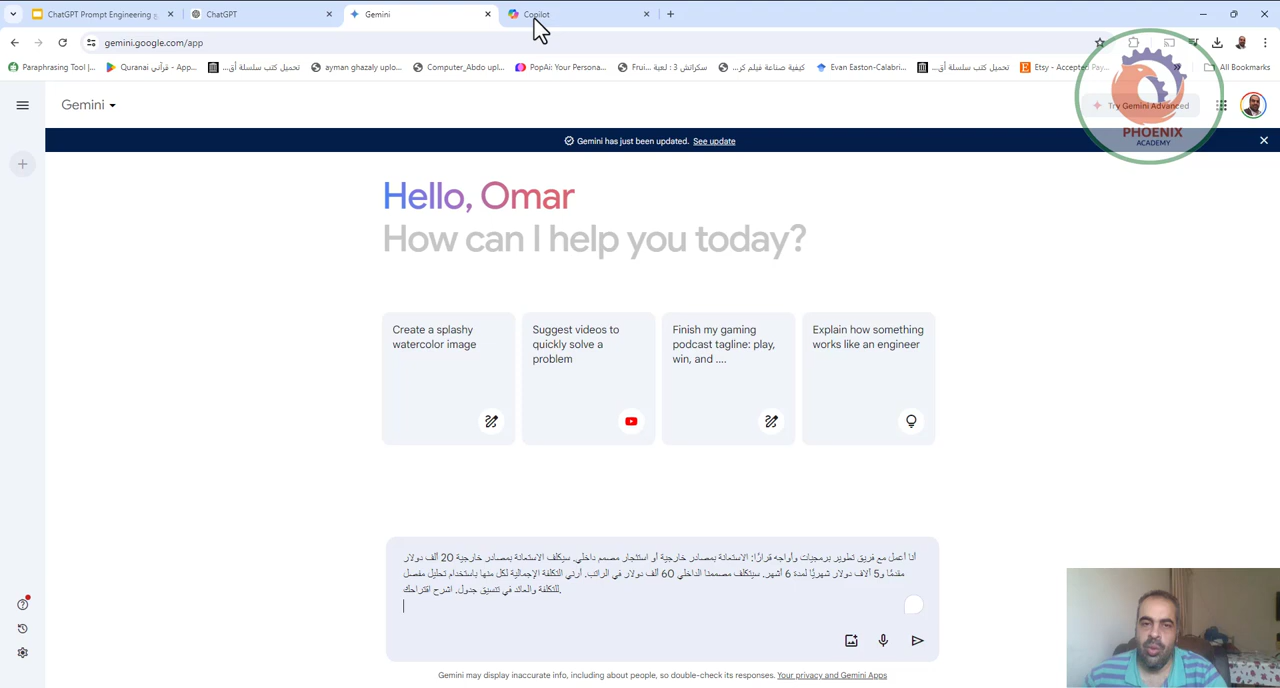 ChatGPT Prompt Engineering
ChatGPT
Gemini
Copilot
gemini.google.com/app
Paraphrasing Tool |...
Quranai قرآني - App...
تحميل كتب سلسلة أق...
ayman ghazaly uplo...
Computer_Abdo upl...
PopAi: Your Persona...
سكراتش 3 : لعبة Frui...
كيفية صناعة فيلم كر...
Evan Easton-Calabri...
تحميل كتب سلسلة أق...
Etsy - Accepted Pay...
All Bookmarks
Gemini
Try Gemini Advanced
PHOENIX
ACADEMY
Gemini has just been updated. See update
Hello, Omar
How can I help you today?
Create a splashy
watercolor image
Suggest videos to
quickly solve a
problem
Finish my gaming
podcast tagline: play,
win, and ....
Explain how something
works like an engineer
أنا أعمل مع فريق تطوير برمجيات وأواجه قرارًا: الاستعانة بمصادر خارجية أو استئجار مصمم داخلي. سيكلف الاستعانة بمصادر خارجية 20 ألف دولار
مقدمًا و5 آلاف دولار شهريًا لمدة 6 أشهر. سيتكلف مصممنا الداخلي 60 ألف دولار في الراتب. أرني التكلفة الإجمالية لكل منها باستخدام تحليل مفصل
للتكلفة والعائد في تنسيق جدول. اشرح اقتراحك.
Gemini may display inaccurate info, including about people, so double-check its responses. Your privacy and Gemini Apps